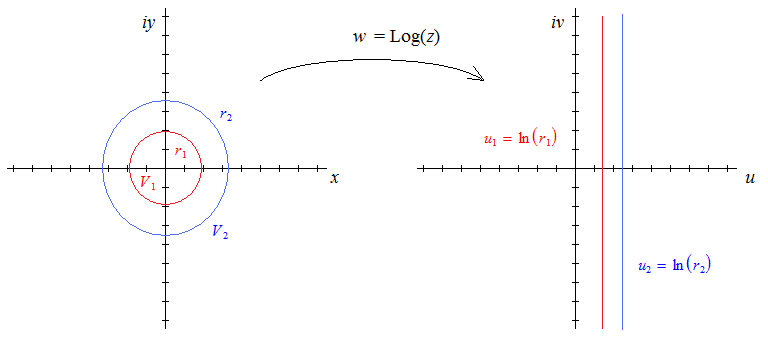 iy
w = Log(z)
iv
r₂
r₁
u₁ = ln(r₁)
x
u
V₁
V₂
u₂ = ln(r₂)